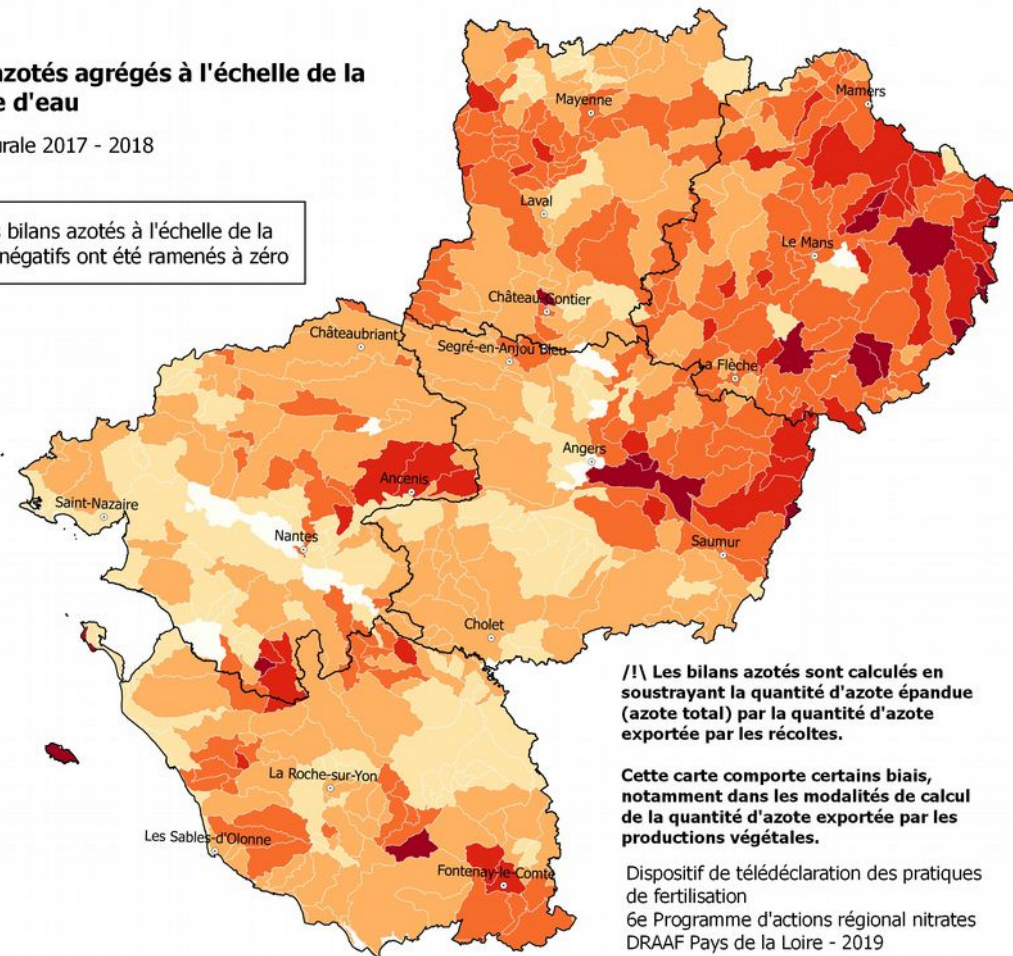 azotés agrégés à l'échelle de la
e d'eau
urale 2017 - 2018
bilans azotés à l'échelle de la
négatifs ont été ramenés à zéro
Mayenne
Mamers
Laval
Le Mans
Château-Gontier
Châteaubriant
Segré-en-Anjou Bleu
La Flèche
Angers
Ancenis
Saint-Nazaire
Nantes
Saumur
Cholet
/!\ Les bilans azotés sont calculés en
soustrayant la quantité d'azote épandue
(azote total) par la quantité d'azote
exportée par les récoltes.
La Roche-sur-Yon
Cette carte comporte certains biais,
notamment dans les modalités de calcul
de la quantité d'azote exportée par les
productions végétales.
Les Sables-d'Olonne
Fontenay-le-Comte
Dispositif de télédéclaration des pratiques
de fertilisation
6e Programme d'actions régional nitrates
DRAAF Pays de la Loire - 2019